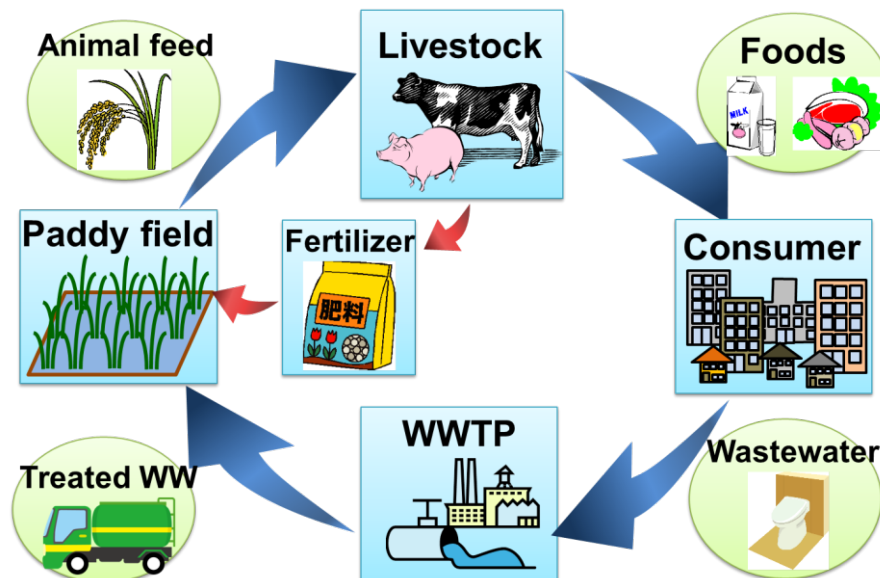 Animal feed
Livestock
Foods
MILK
Paddy field
Fertilizer
肥料
Consumer
WWTP
Treated WW
Wastewater